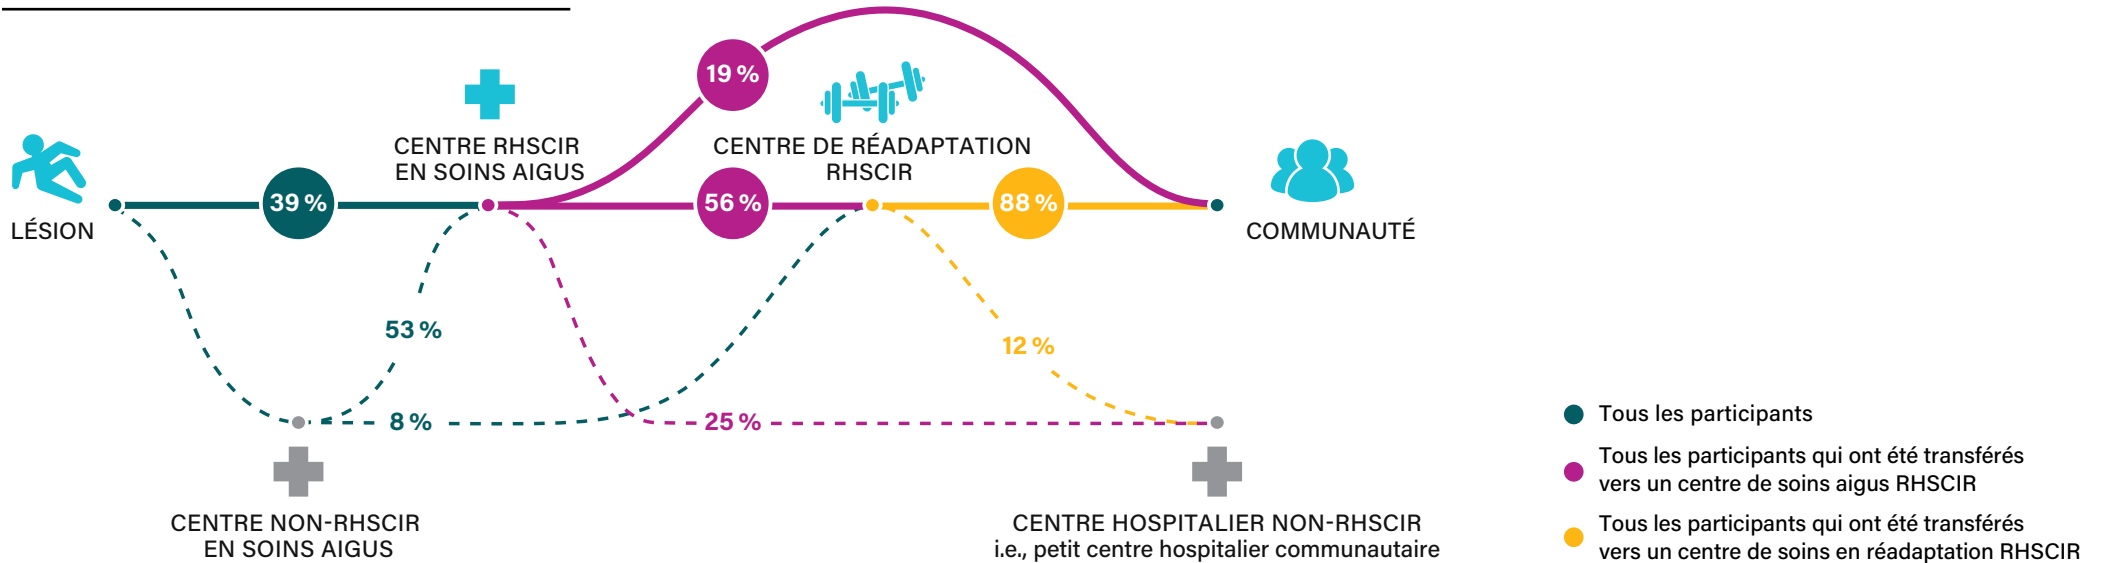 19 %
CENTRE RHSCIR
EN SOINS AIGUS
CENTRE DE RÉADAPTATION
RHSCIR
LÉSION
39 %
56 %
88 %
COMMUNAUTÉ
53 %
12 %
8 %
25 %
CENTRE NON-RHSCIR
EN SOINS AIGUS
CENTRE HOSPITALIER NON-RHSCIR
i.e., petit centre hospitalier communautaire
Tous les participants
Tous les participants qui ont été transférés
vers un centre de soins aigus RHSCIR
Tous les participants qui ont été transférés
vers un centre de soins en réadaptation RHSCIR